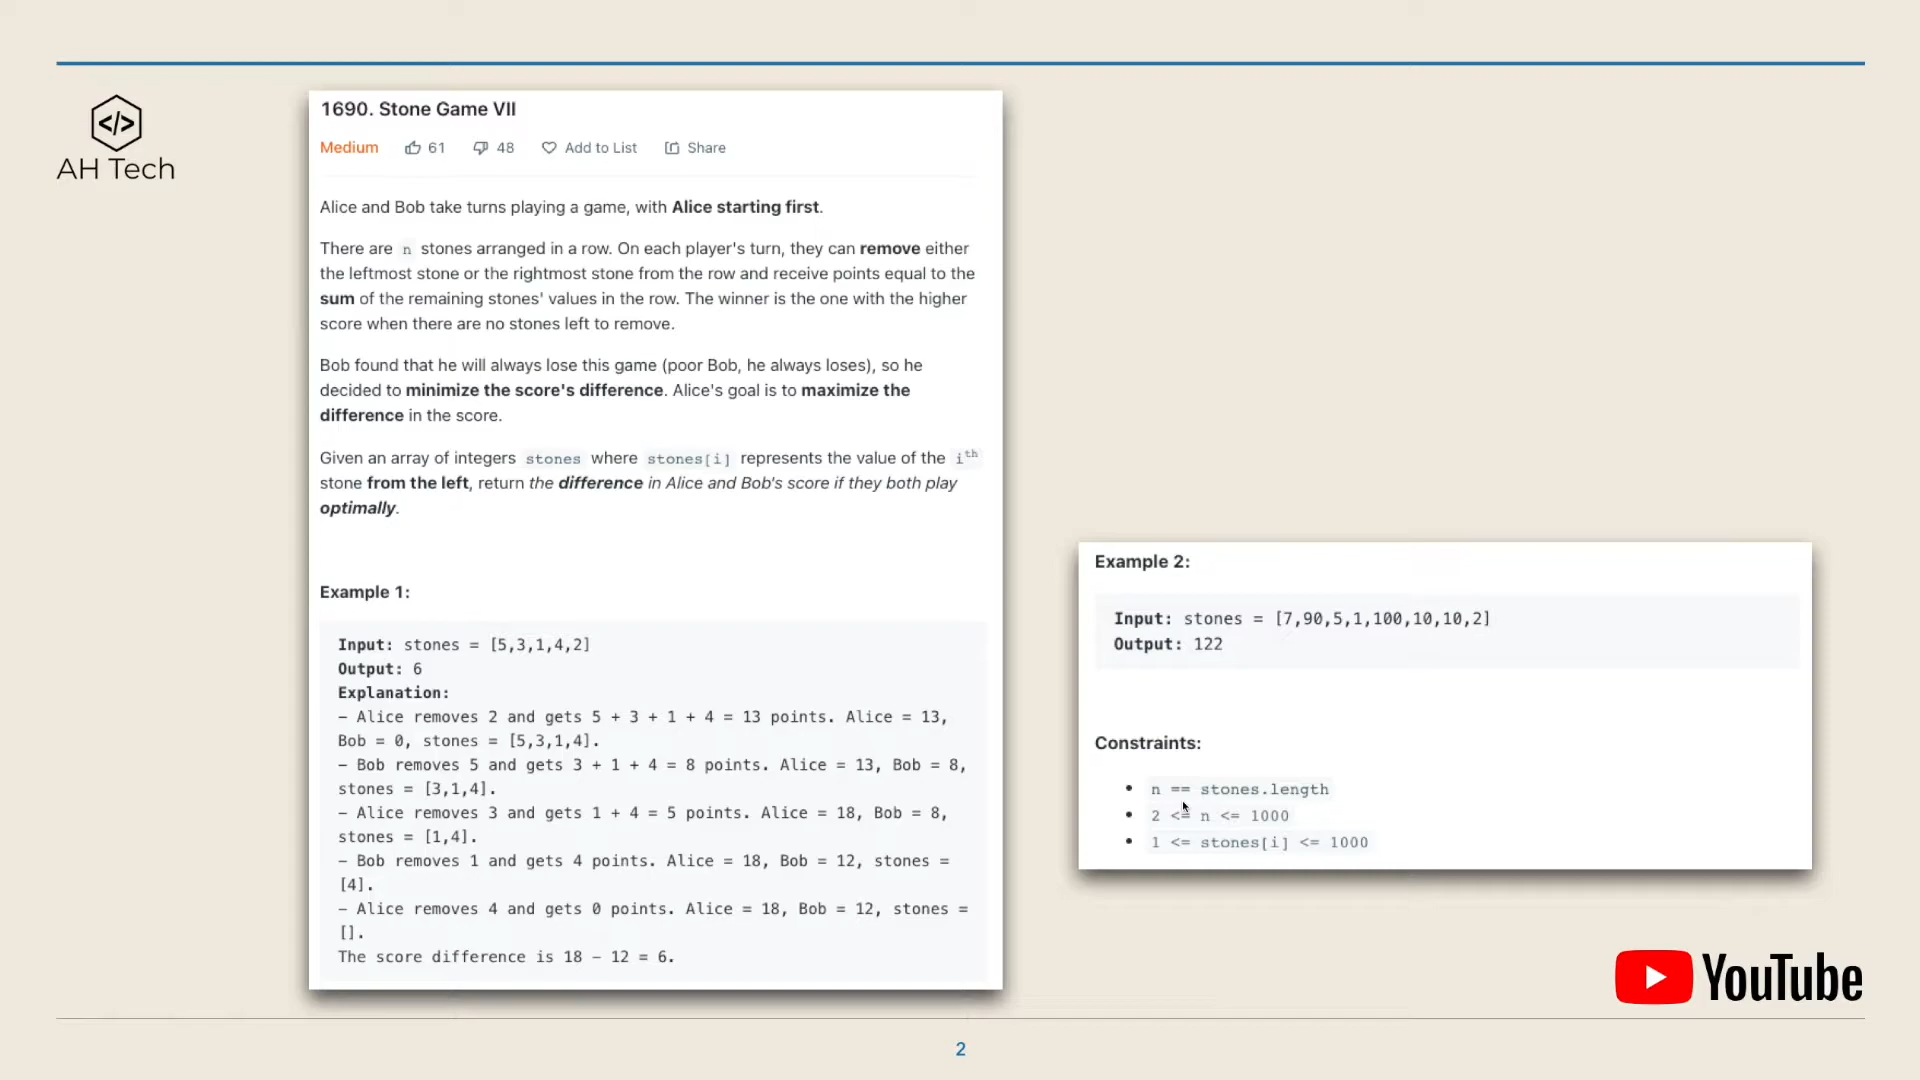 AH Tech
1690. Stone Game VII
Medium 61 48 Add to List Share
Alice and Bob take turns playing a game, with Alice starting first.
There are n stones arranged in a row. On each player's turn, they can remove either
the leftmost stone or the rightmost stone from the row and receive points equal to the
sum of the remaining stones' values in the row. The winner is the one with the higher
score when there are no stones left to remove.
Bob found that he will always lose this game (poor Bob, he always loses), so he
decided to minimize the score's difference. Alice's goal is to maximize the
difference in the score.
Given an array of integers stones where stones[i] represents the value of the ith
stone from the left, return the difference in Alice and Bob's score if they both play
optimally.
Example 1:
Input: stones = [5,3,1,4,2]
Output: 6
Explanation:
– Alice removes 2 and gets 5 + 3 + 1 + 4 = 13 points. Alice = 13,
Bob = 0, stones = [5,3,1,4].
– Bob removes 5 and gets 3 + 1 + 4 = 8 points. Alice = 13, Bob = 8,
stones = [3,1,4].
– Alice removes 3 and gets 1 + 4 = 5 points. Alice = 18, Bob = 8,
stones = [1,4].
– Bob removes 1 and gets 4 points. Alice = 18, Bob = 12, stones =
[4].
– Alice removes 4 and gets 0 points. Alice = 18, Bob = 12, stones =
[].
The score difference is 18 – 12 = 6.
Example 2:
Input: stones = [7,90,5,1,100,10,10,2]
Output: 122
Constraints:
• n == stones.length
• 2 <= n <= 1000
• 1 <= stones[i] <= 1000
YouTube
2